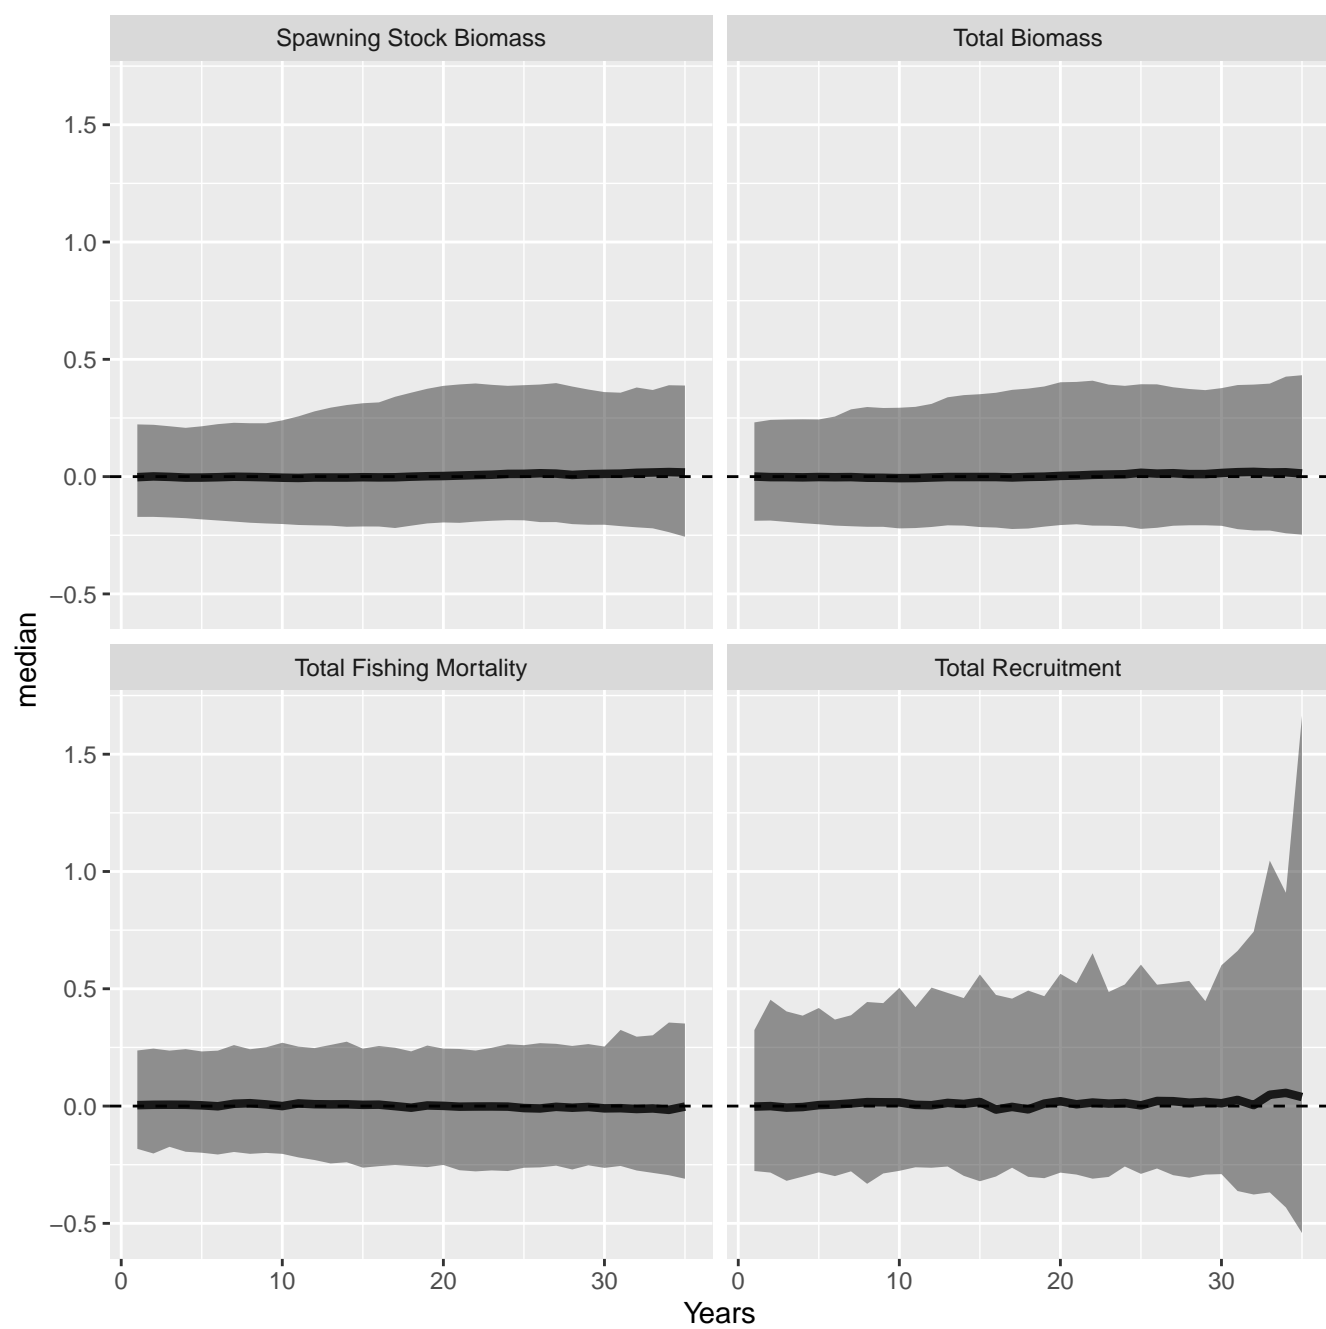 Spawning Stock Biomass
Total Biomass
1.5
1.0
0.5
0.0
−0.5
median
Total Fishing Mortality
Total Recruitment
1.5
1.0
0.5
0.0
−0.5
0 10 20 30
0 10 20 30
Years